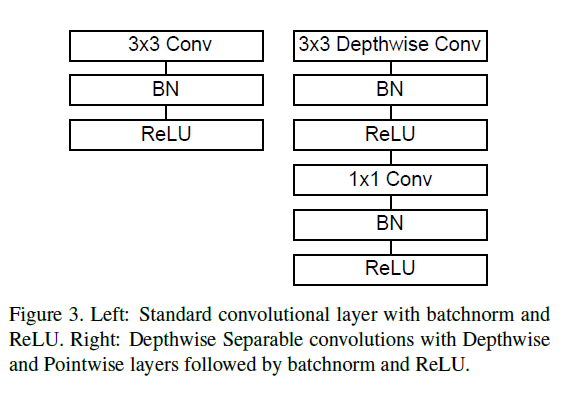 3x3 Conv
BN
ReLU
3x3 Depthwise Conv
BN
ReLU
1x1 Conv
BN
ReLU
Figure 3. Left: Standard convolutional layer with batchnorm and
ReLU. Right: Depthwise Separable convolutions with Depthwise
and Pointwise layers followed by batchnorm and ReLU.